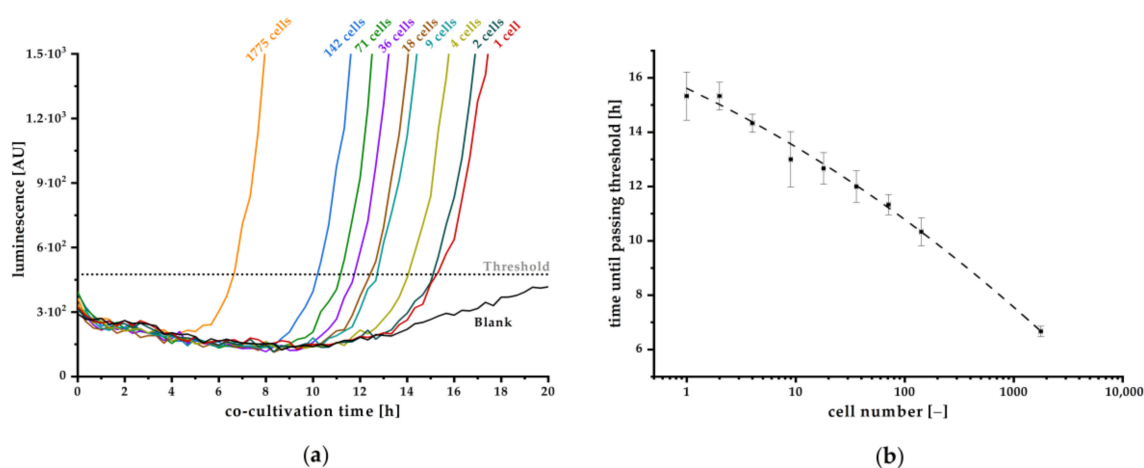 1775 cells
142 cells
71 cells
36 cells
18 cells
9 cells
4 cells
2 cells
1 cell
luminescence [AU]
1.5·10³
1.2·10³
9·10²
6·10²
3·10²
0
Threshold
Blank
0 2 4 6 8 10 12 14 16 18 20
co-cultivation time [h]
(a)
time until passing threshold [h]
16
14
12
10
8
6
1 10 100 1000 10,000
cell number [–]
(b)